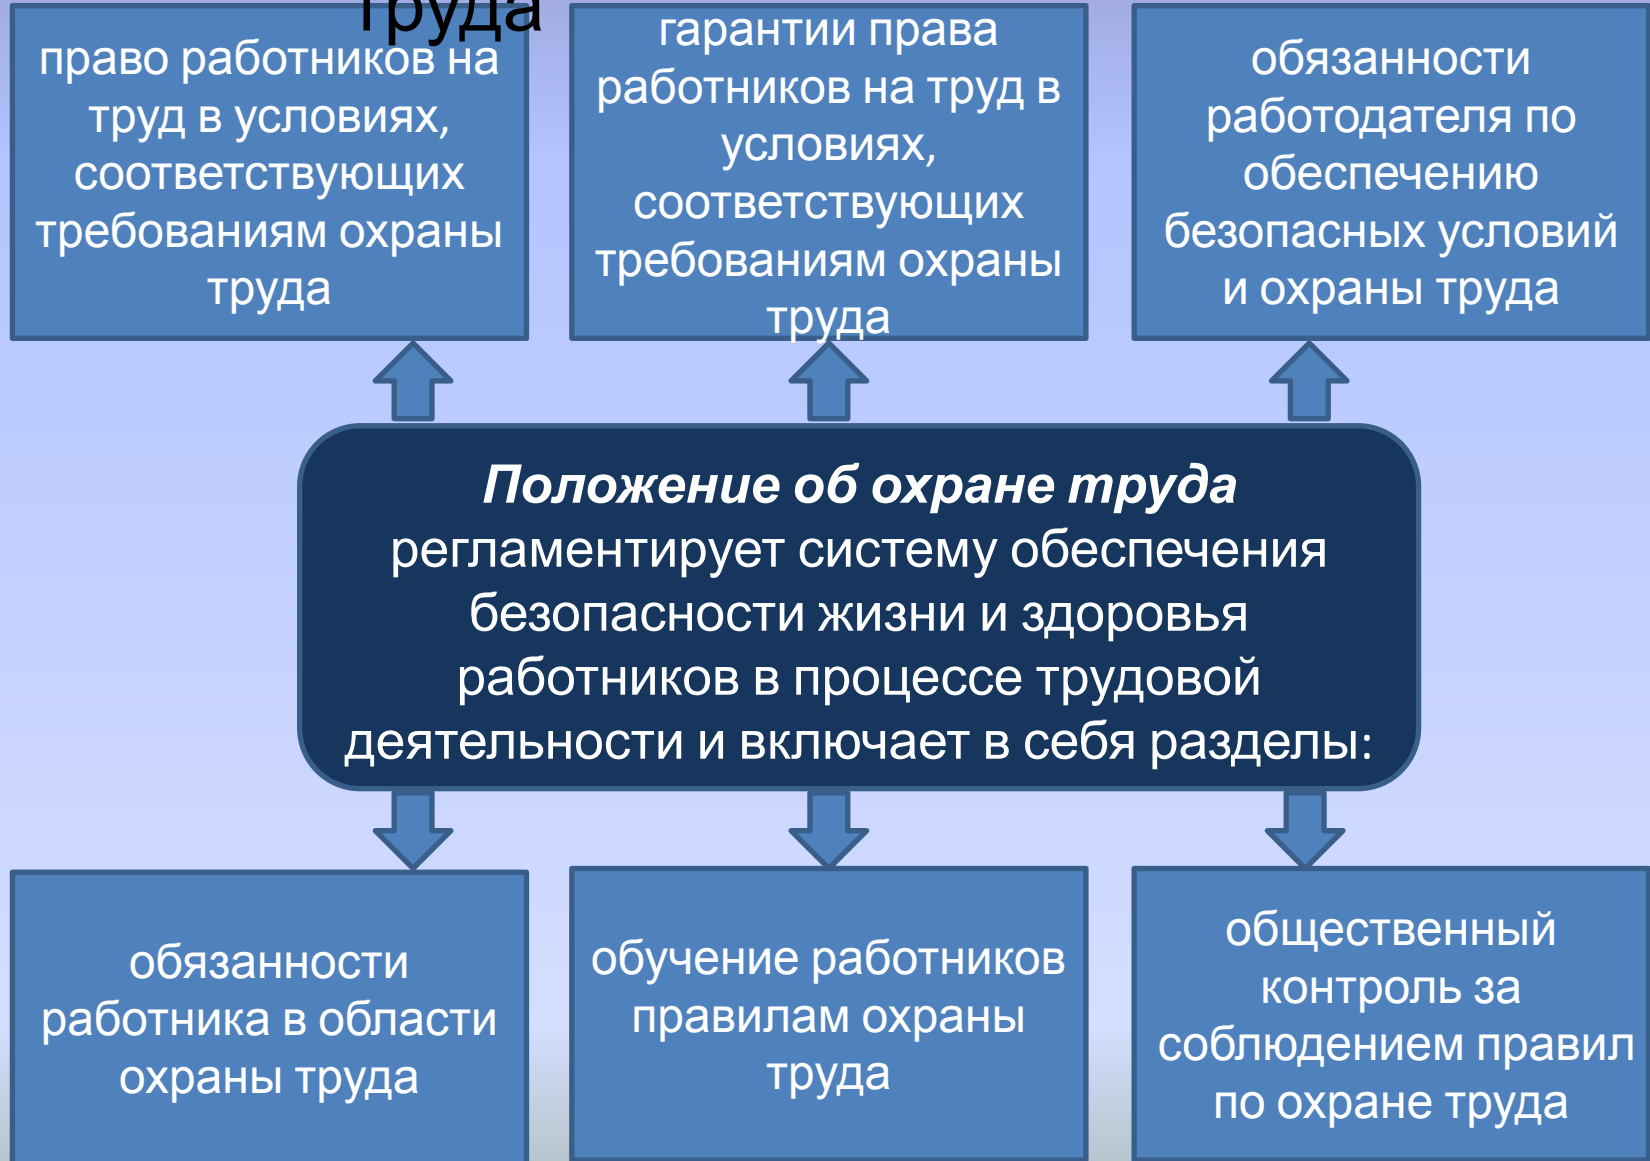 труда
право работников на
труд в условиях,
соответствующих
требованиям охраны
труда
гарантии права
работников на труд в
условиях,
соответствующих
требованиям охраны
труда
обязанности
работодателя по
обеспечению
безопасных условий
и охраны труда
Положение об охране труда
регламентирует систему обеспечения
безопасности жизни и здоровья
работников в процессе трудовой
деятельности и включает в себя разделы:
обязанности
работника в области
охраны труда
обучение работников
правилам охраны
труда
общественный
контроль за
соблюдением правил
по охране труда